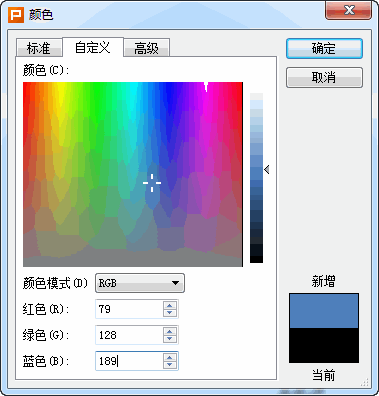 颜色
标准 自定义 高级
确定
取消
颜色(C):
颜色模式(D) RGB
红色(R): 79
绿色(G): 128
蓝色(B): 189
新增
当前